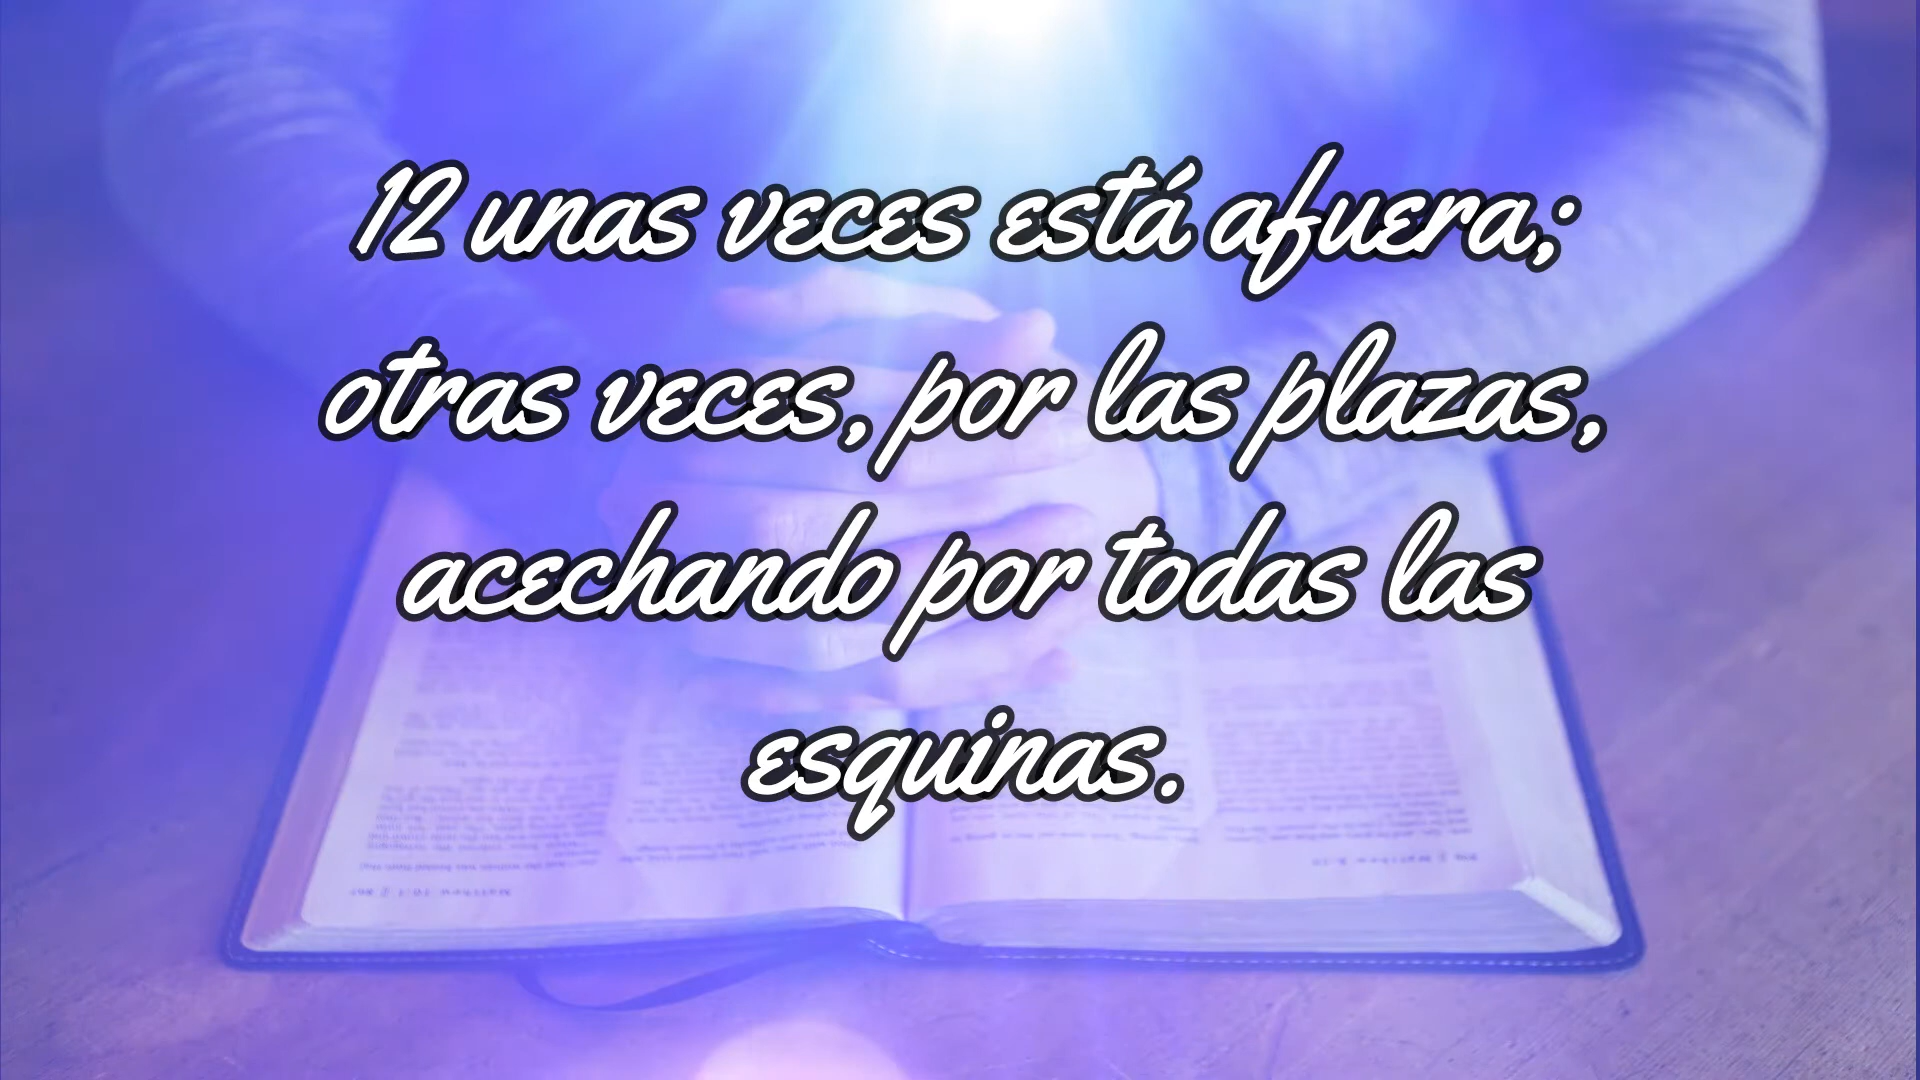 12 unas veces está afuera;
otras veces, por las plazas,
acechando por todas las
esquinas.